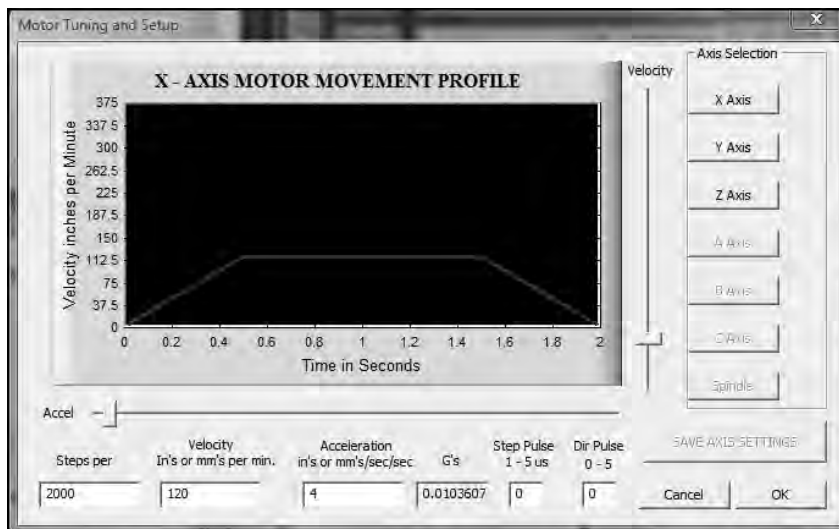 Motor Tuning and Setup
X - AXIS MOTOR MOVEMENT PROFILE
Velocity inches per Minute
375
337.5
300
262.5
225
187.5
150
112.5
75
37.5
0
0 0.2 0.4 0.6 0.8 1 1.2 1.4 1.6 1.8 2
Time in Seconds
Velocity
Axis Selection
X Axis
Y Axis
Z Axis
A Axis
B Axis
C Axis
Spindle
Accel
Steps per
Velocity
In's or mm's per min.
Acceleration
in's or mm's/sec/sec
G's
Step Pulse
1 - 5 us
Dir Pulse
0 - 5
2000 120 4 0.0103607 0 0
SAVE AXIS SETTINGS
Cancel OK